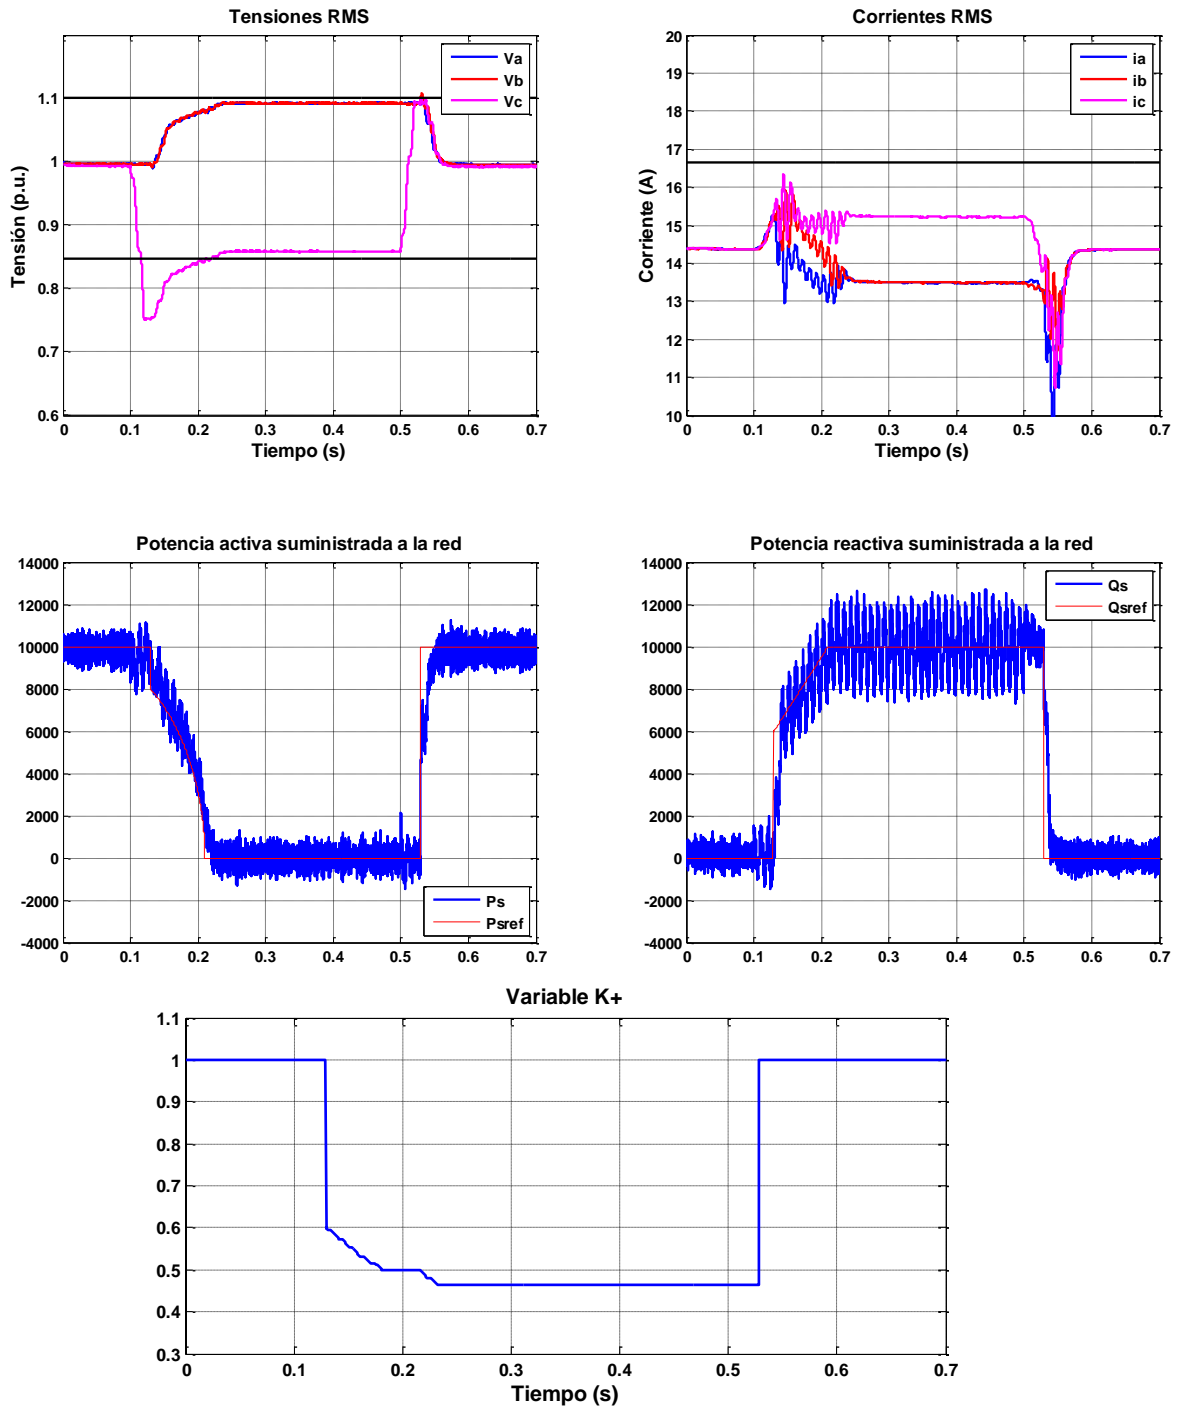 Tensiones RMS
Va
Vb
Vc
1.1
1
0.9
0.8
0.7
0.6
Tensión (p.u.)
0 0.1 0.2 0.3 0.4 0.5 0.6 0.7
Tiempo (s)
Corrientes RMS
ia
ib
ic
20
19
18
17
16
15
14
13
12
11
10
Corriente (A)
0 0.1 0.2 0.3 0.4 0.5 0.6 0.7
Tiempo (s)
Potencia activa suministrada a la red
14000
12000
10000
8000
6000
4000
2000
0
-2000
-4000
Ps
Psref
0 0.1 0.2 0.3 0.4 0.5 0.6 0.7
Potencia reactiva suministrada a la red
Qs
Qsref
14000
12000
10000
8000
6000
4000
2000
0
-2000
-4000
0 0.1 0.2 0.3 0.4 0.5 0.6 0.7
Variable K+
1.1
1
0.9
0.8
0.7
0.6
0.5
0.4
0.3
0 0.1 0.2 0.3 0.4 0.5 0.6 0.7
Tiempo (s)